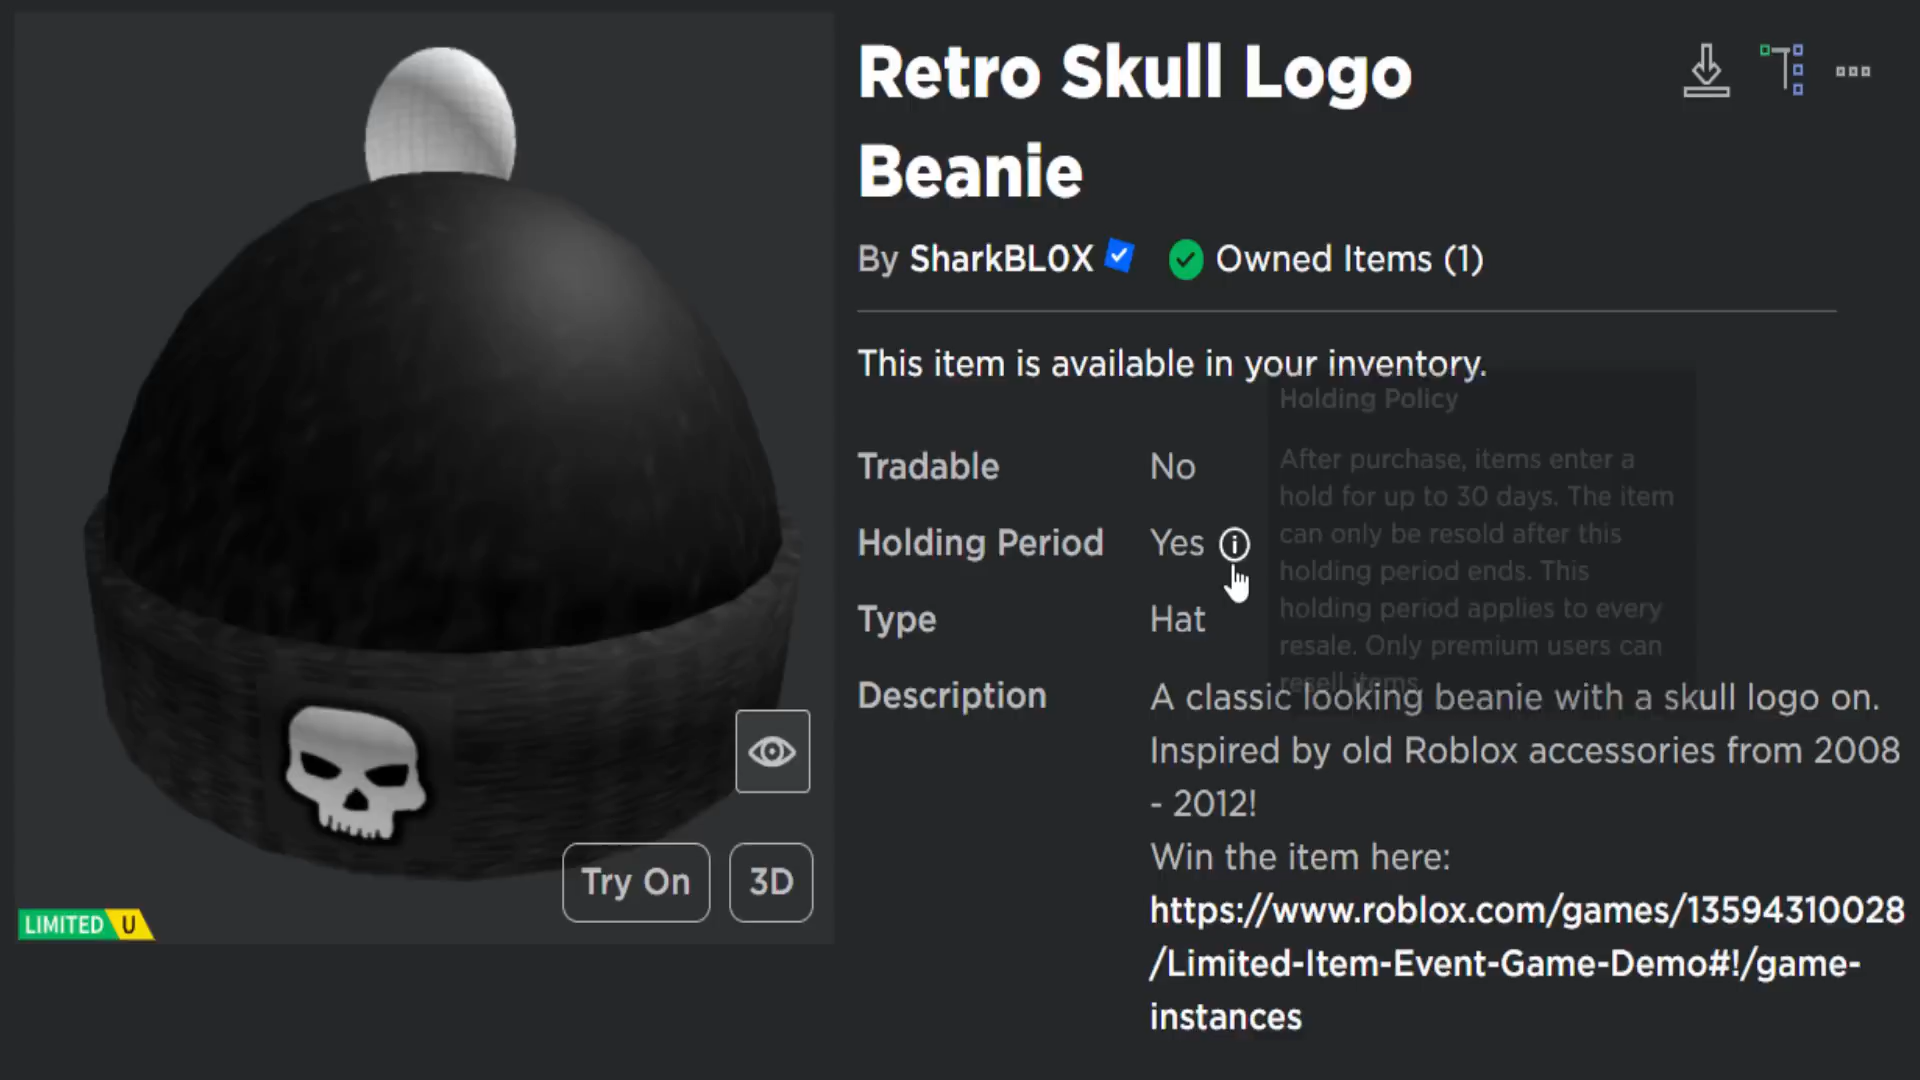 Retro Skull Logo
Beanie
By SharkBL0X Owned Items (1)
This item is available in your inventory.
Holding Policy
After purchase, items enter a
hold for up to 30 days. The item
can only be resold after this
holding period ends. This
holding period applies to every
resale. Only premium users can
resell items
Tradable No
Holding Period Yes
Type Hat
Description A classic looking beanie with a skull logo on.
Inspired by old Roblox accessories from 2008
- 2012!
Win the item here:
https://www.roblox.com/games/13594310028
/Limited-Item-Event-Game-Demo#!/game-
instances
Try On 3D
LIMITED U